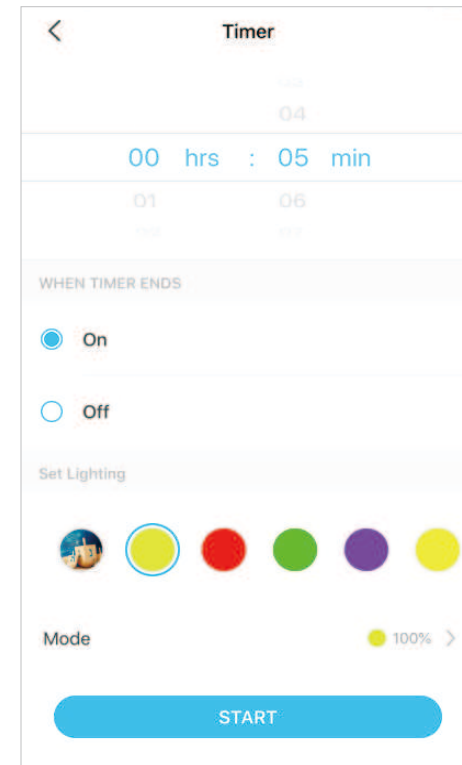 Timer
04
00 hrs : 05 min
01 06
WHEN TIMER ENDS
On
Off
Set Lighting
Mode 100%
START